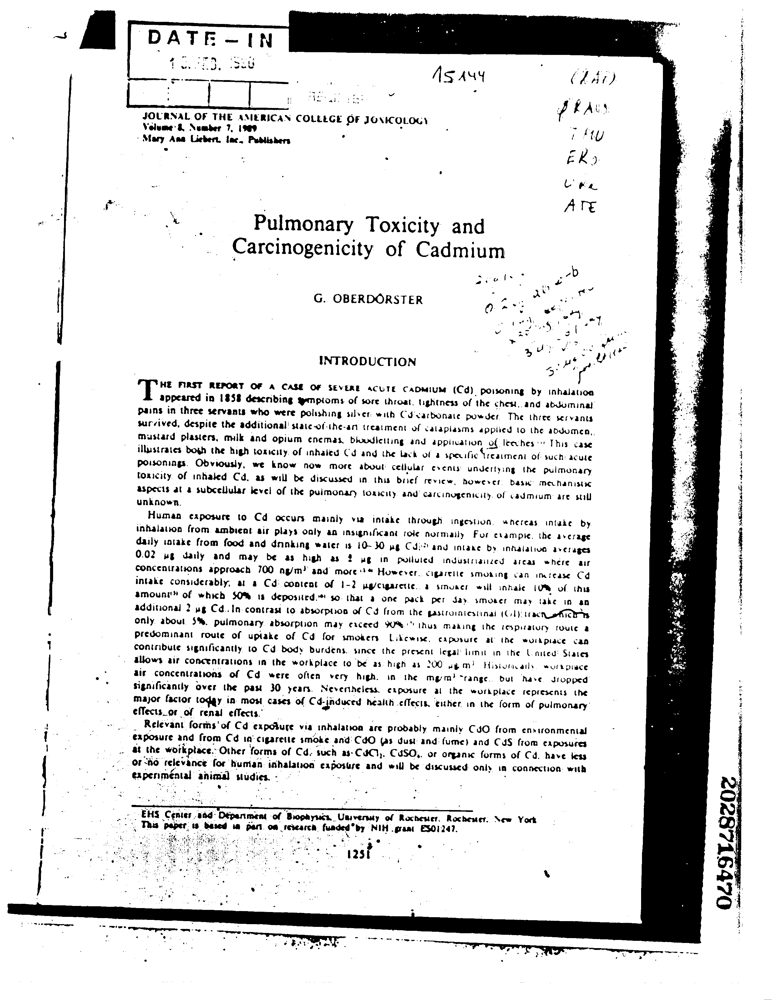 DATE-IN
15144
JOURNAL OF THE AMERICAN COLLEGE OF TOXICOLOGY
Volume 8, Number 7, 1989
Mary Ann Liebert, Inc., Publishers
ERO
ATE
Pulmonary Toxicity and
Carcinogenicity of Cadmium
G. OBERDÖRSTER
INTRODUCTION
THE FIRST REPORT OF A CASE OF SEVERE ACUTE CADMIUM (Cd) poisoning by inhalation
appeared in 1858 describing symptoms of sore throat, tightness of the chest, and abdominal
pains in three servants who were polishing silver with Cd carbonate powder. The three servants
survived, despite the additional state-of-the-art treatment of cataplasms applied to the abdomen,
mustard plasters, milk and opium enemas, bloodletting and application of leeches. This case
illustrates both the high toxicity of inhaled Cd and the lack of a specific treatment of such acute
poisonings. Obviously, we know now more about cellular events underlying the pulmonary
toxicity of inhaled Cd, as will be discussed in this brief review, however, basic mechanistic
aspects at a subcellular level of the pulmonary toxicity and carcinogenicity of cadmium are still
unknown.
Human exposure to Cd occurs mainly via intake through ingestion, whereas intake by
inhalation from ambient air plays only an insignificant role normally. For example, the average
daily intake from food and drinking water is 10-30 µg Cd, and intake by inhalation averages
0.02 µg daily and may be as high as 2 µg in polluted industrialized areas where air
concentrations approach 700 ng/m³ and more. However, cigarette smoking can increase Cd
intake considerably, at a Cd content of 1-2 µg/cigarette, a smoker will inhale 10% of this
amount of which 50% is deposited, so that a one pack per day smoker may take in an
additional 2 µg Cd. In contrast to absorption of Cd from the gastrointestinal (GI) tract, which is
only about 5%, pulmonary absorption may exceed 90% thus making the respiratory route a
predominant route of uptake of Cd for smokers. Likewise, exposure at the workplace can
contribute significantly to Cd body burdens, since the present legal limit in the United States
allows air concentrations in the workplace to be as high as 200 µg/m³. Historically, workplace
air concentrations of Cd were often very high, in the mg/m³ range, but have dropped
significantly over the past 30 years. Nevertheless, exposure at the workplace represents the
major factor today in most cases of Cd-induced health effects, either in the form of pulmonary
effects or of renal effects.
Relevant forms of Cd exposure via inhalation are probably mainly CdO from environmental
exposure and from Cd in cigarette smoke and CdO (as dust and fume) and CdS from exposures
at the workplace. Other forms of Cd, such as CdCl₂, CdSO₄, or organic forms of Cd, have less
or no relevance for human inhalation exposure and will be discussed only in connection with
experimental animal studies.
EHS Center and Department of Biophysics, University of Rochester, Rochester, New York
This paper is based in part on research funded by NIH grant ES01247.
1251
2028716470